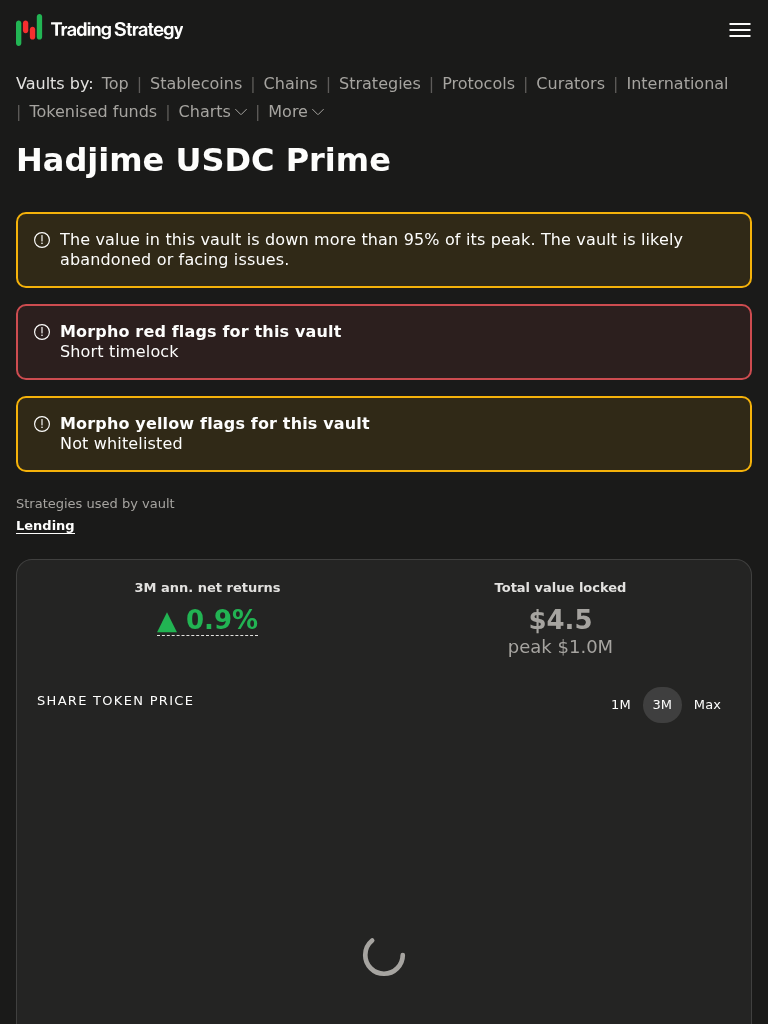 Trading Strategy
Vaults by: Top | Stablecoins | Chains | Strategies | Protocols | Curators | International
| Tokenised funds | Charts | More
Hadjime USDC Prime
The value in this vault is down more than 95% of its peak. The vault is likely
abandoned or facing issues.
Morpho red flags for this vault
Short timelock
Morpho yellow flags for this vault
Not whitelisted
Strategies used by vault
Lending
3M ann. net returns
▲ 0.9%
Total value locked
$4.5
peak $1.0M
SHARE TOKEN PRICE
1M 3M Max